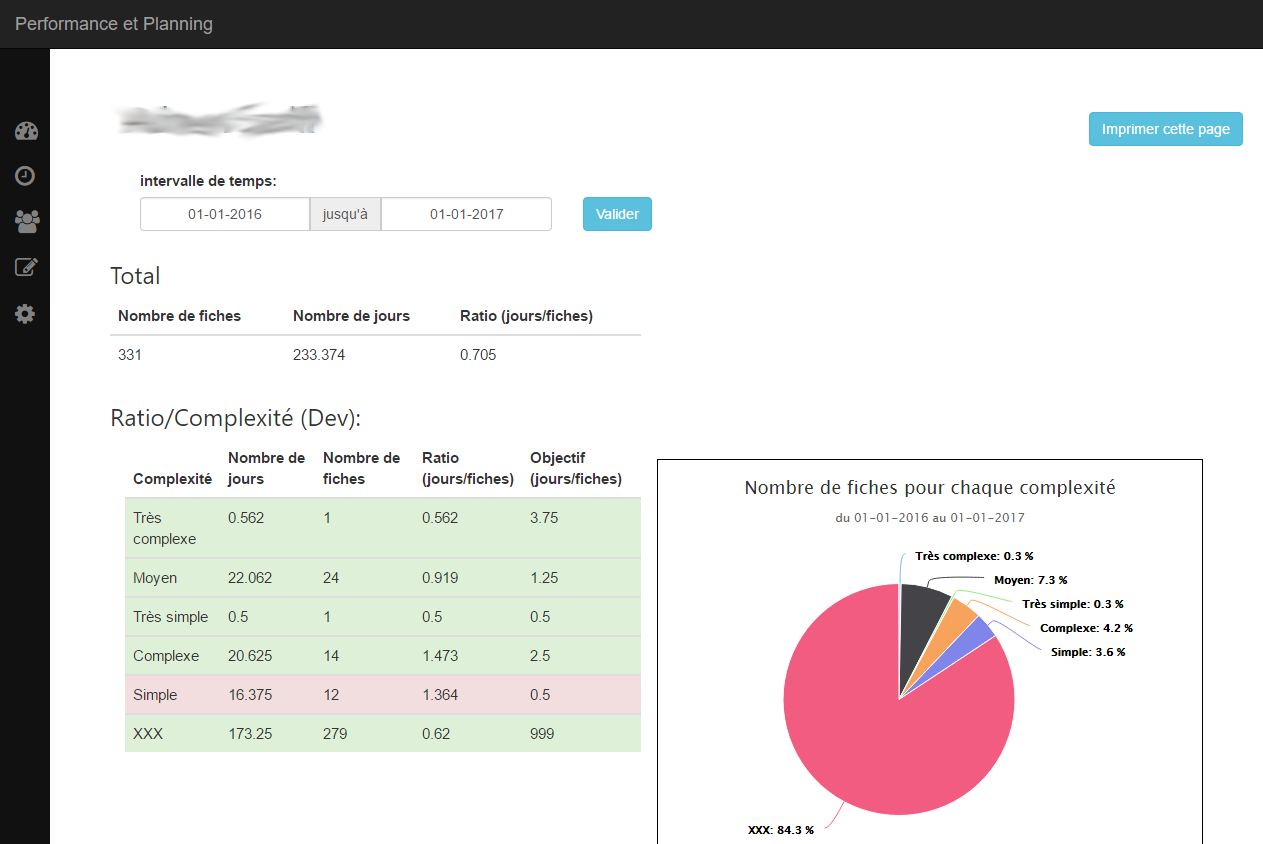 Performance et Planning
Imprimer cette page
intervalle de temps:
01-01-2016 jusqu'à 01-01-2017 Valider
Total
Nombre de fiches Nombre de jours Ratio (jours/fiches)
331 233.374 0.705
Ratio/Complexité (Dev):
Complexité Nombre de jours Nombre de fiches Ratio (jours/fiches) Objectif (jours/fiches)
Très complexe 0.562 1 0.562 3.75
Moyen 22.062 24 0.919 1.25
Très simple 0.5 1 0.5 0.5
Complexe 20.625 14 1.473 2.5
Simple 16.375 12 1.364 0.5
XXX 173.25 279 0.62 999
Nombre de fiches pour chaque complexité
du 01-01-2016 au 01-01-2017
Très complexe: 0.3 %
Moyen: 7.3 %
Très simple: 0.3 %
Complexe: 4.2 %
Simple: 3.6 %
XXX: 84.3 %